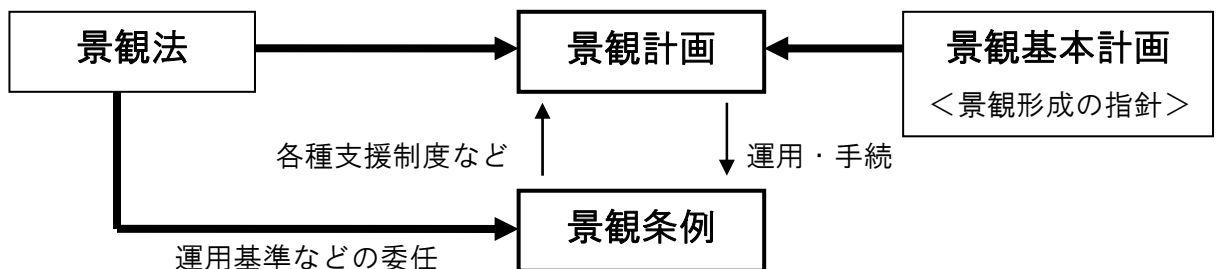 景観法
景観計画
景観基本計画
＜景観形成の指針＞
各種支援制度など
運用・手続
景観条例
運用基準などの委任